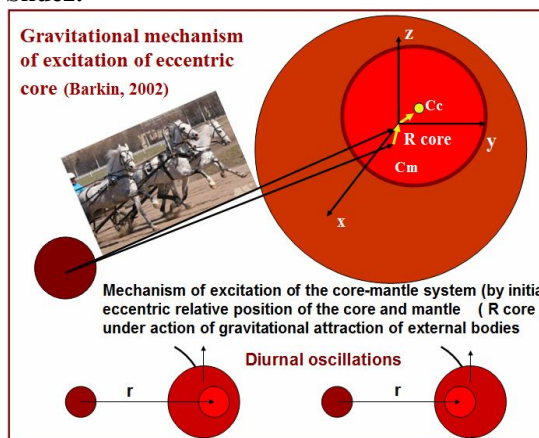 Gravitational mechanism
of excitation of eccentric
core (Barkin, 2002)
z
Cc
R core
y
Cm
x
Mechanism of excitation of the core-mantle system (by initia
eccentric relative position of the core and mantle ( R core
under action of gravitational attraction of external bodies
Diurnal oscillations
r
r